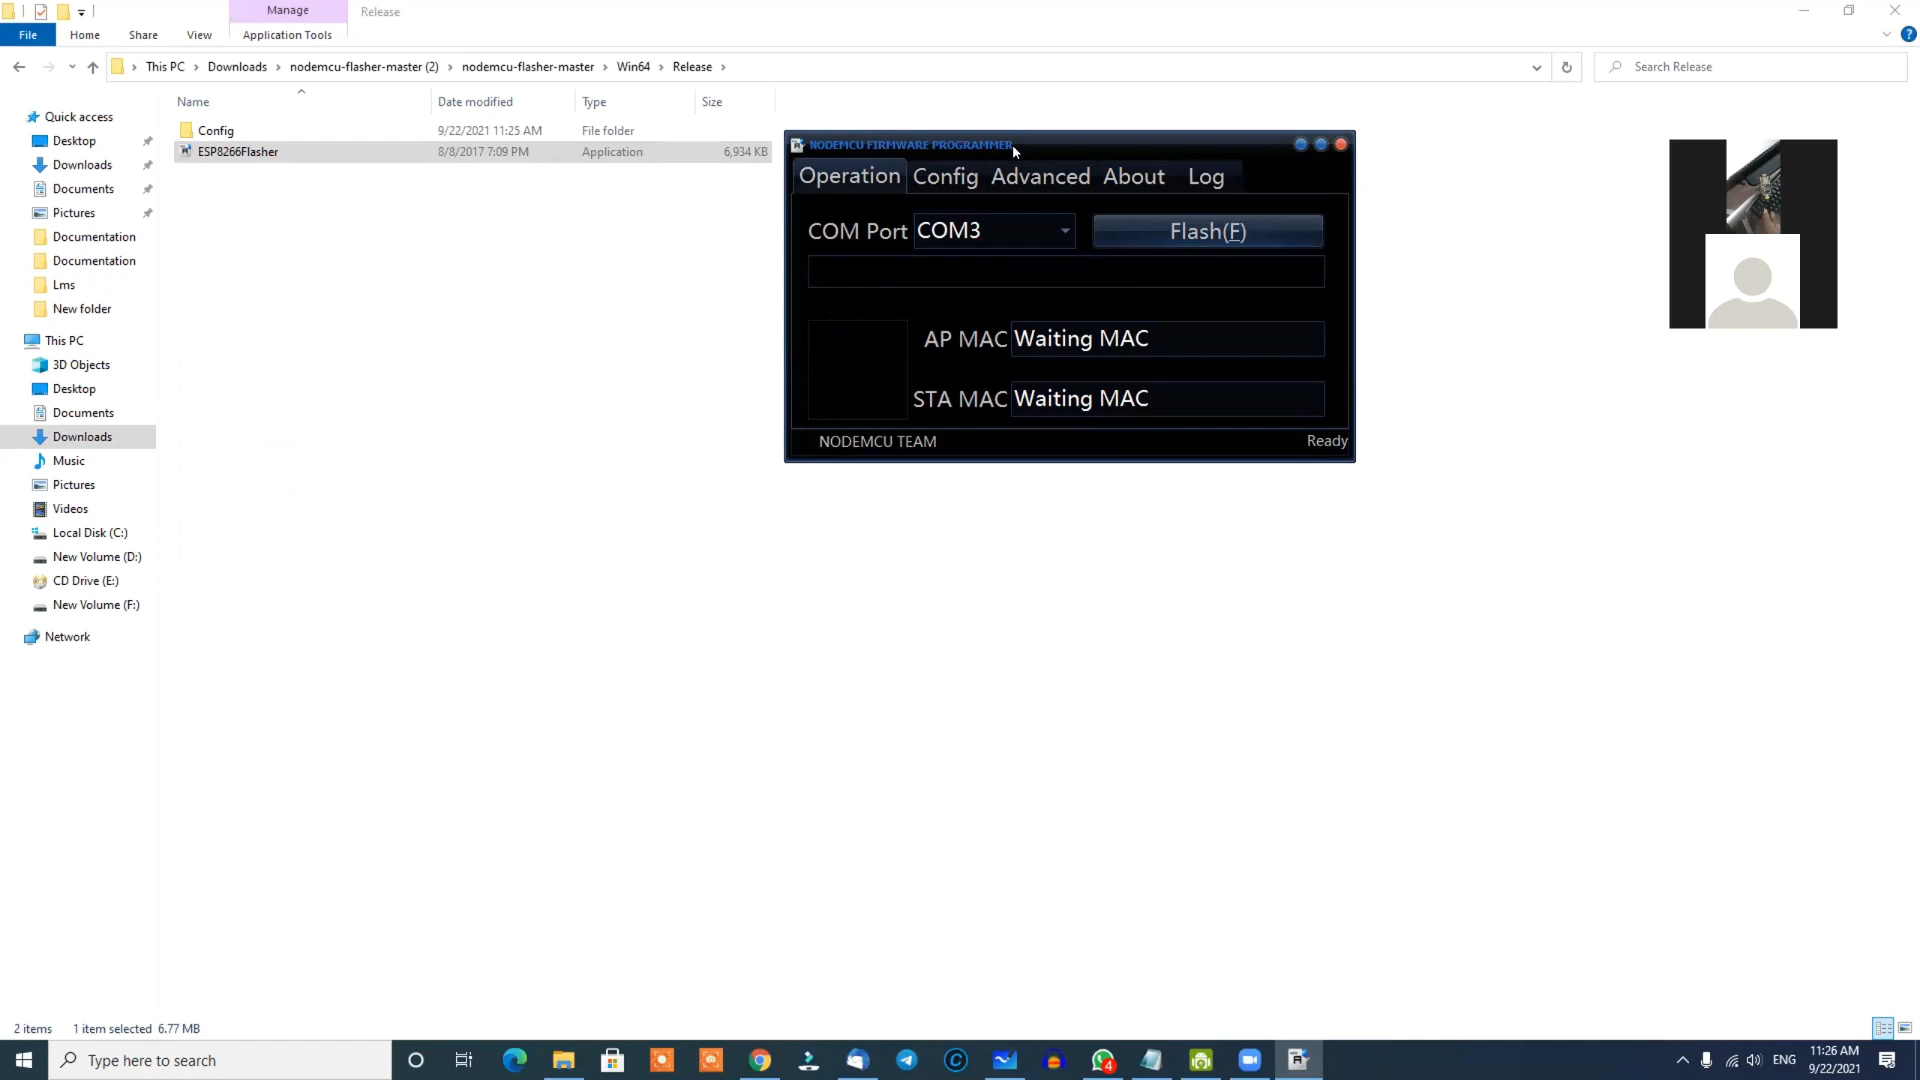 Manage
Release
File
Home
Share
View
Application Tools
This PC
Downloads
nodemcu-flasher-master (2)
nodemcu-flasher-master
Win64
Release
Search Release
Name
Date modified
Type
Size
Config
9/22/2021 11:25 AM
File folder
ESP8266Flasher
8/8/2017 7:09 PM
Application
6,934 KB
Quick access
Desktop
Downloads
Documents
Pictures
Documentation
Documentation
Lms
New folder
This PC
3D Objects
Desktop
Documents
Downloads
Music
Pictures
Videos
Local Disk (C:)
New Volume (D:)
CD Drive (E:)
New Volume (F:)
Network
NODEMCU FIRMWARE PROGRAMMER
Operation
Config
Advanced
About
Log
COM Port
COM3
Flash(F)
AP MAC
Waiting MAC
STA MAC
Waiting MAC
NODEMCU TEAM
Ready
2 items
1 item selected 6.77 MB
Type here to search
4
ENG
11:26 AM
9/22/2021